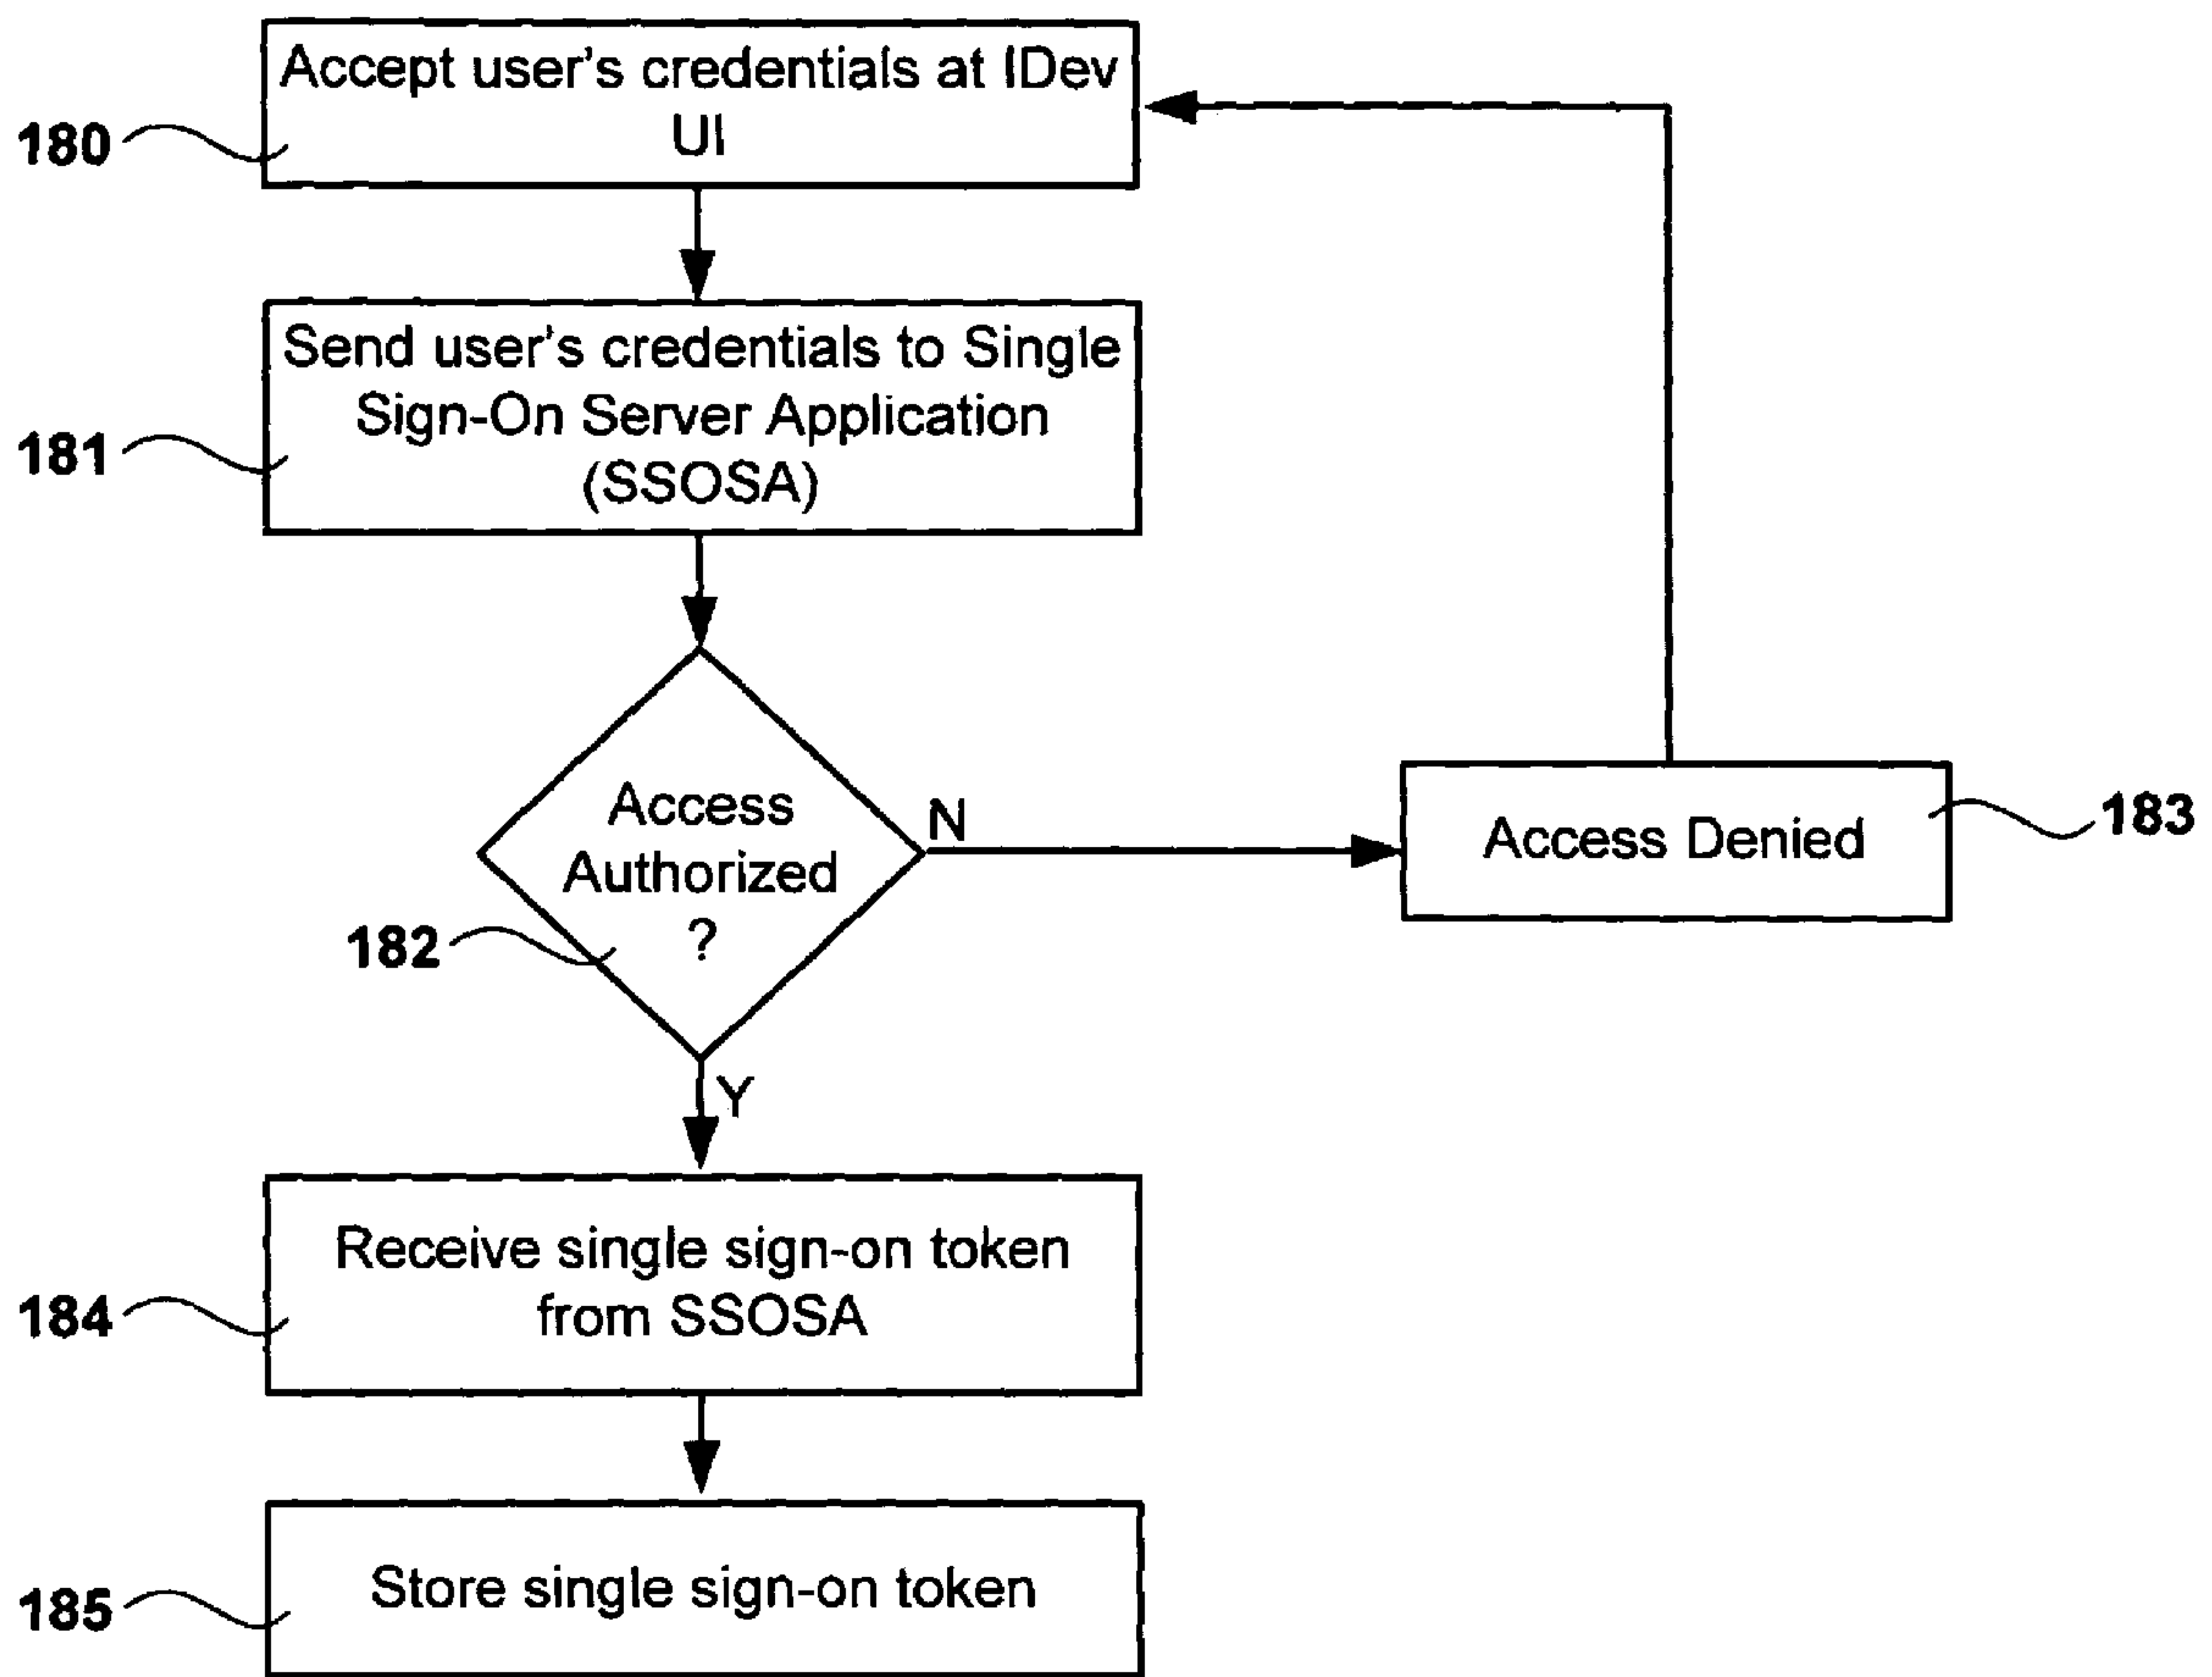 Accept user's credentials at IDev
UI
180
Send user's credentials to Single
Sign-On Server Application
(SSOSA)
181
Access
Authorized
?
182
N
Access Denied
183
Y
Receive single sign-on token
from SSOSA
184
Store single sign-on token
185